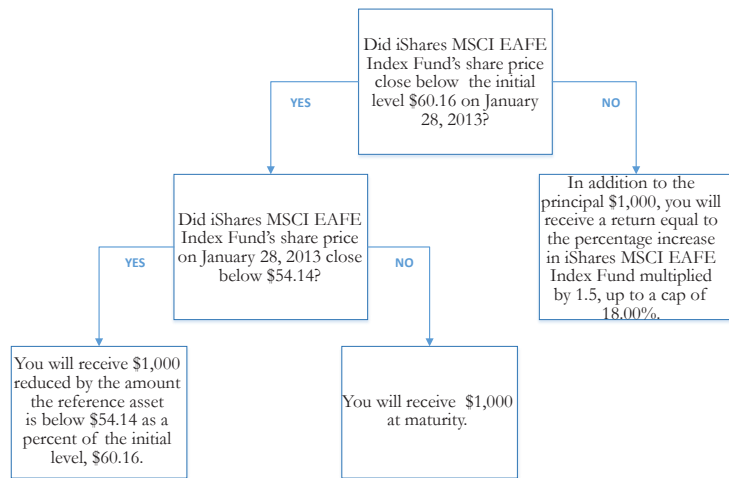 Did iShares MSCI EAFE
Index Fund's share price
close below the initial
level $60.16 on January
28, 2013?
YES
NO
Did iShares MSCI EAFE
Index Fund's share price
on January 28, 2013 close
below $54.14?
In addition to the
principal $1,000, you will
receive a return equal to
the percentage increase
in iShares MSCI EAFE
Index Fund multiplied
by 1.5, up to a cap of
18.00%.
YES
NO
You will receive $1,000
reduced by the amount
the reference asset
is below $54.14 as a
percent of the initial
level, $60.16.
You will receive $1,000
at maturity.